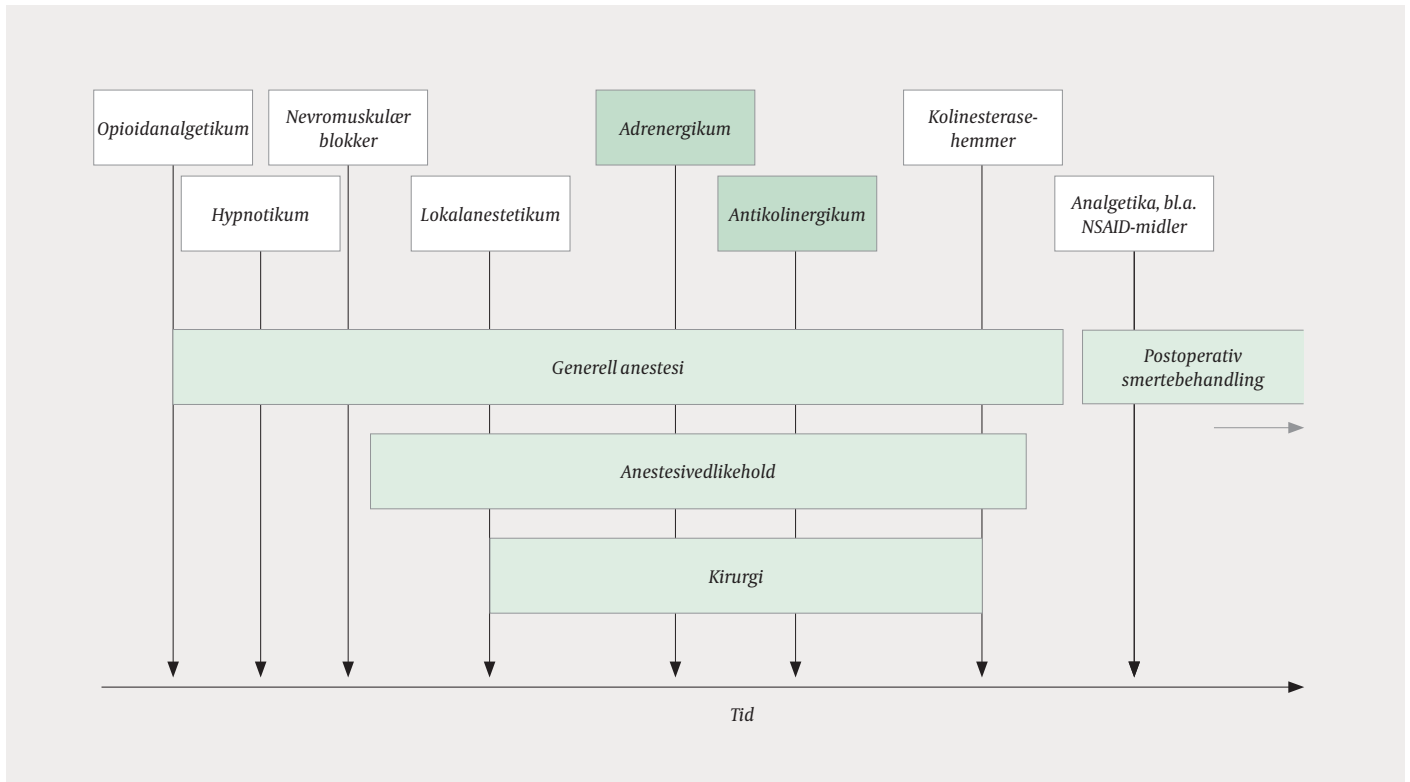 Opioidanalgetikum
Nevromuskulær
blokker
Adrenergikum
Kolinesterase-
hemmer
Hypnotikum
Lokalanestetikum
Antikolinergikum
Analgetika, bl.a.
NSAID-midler
Generell anestesi
Postoperativ
smertebehandling
Anestesivedlikehold
Kirurgi
Tid